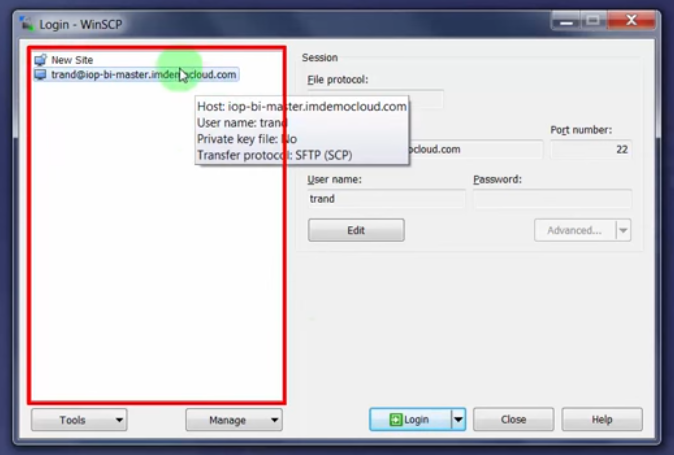 Login - WinSCP
New Site
trand@iop-bi-master.imdemocloud.com
Session
File protocol:
Host: iop-bi-master.imdemocloud.com
User name: trand
Private key file: No
Transfer protocol: SFTP (SCP)
Port number:
ocloud.com
22
User name:
Password:
trand
Edit
Advanced...
Tools
Manage
Login
Close
Help